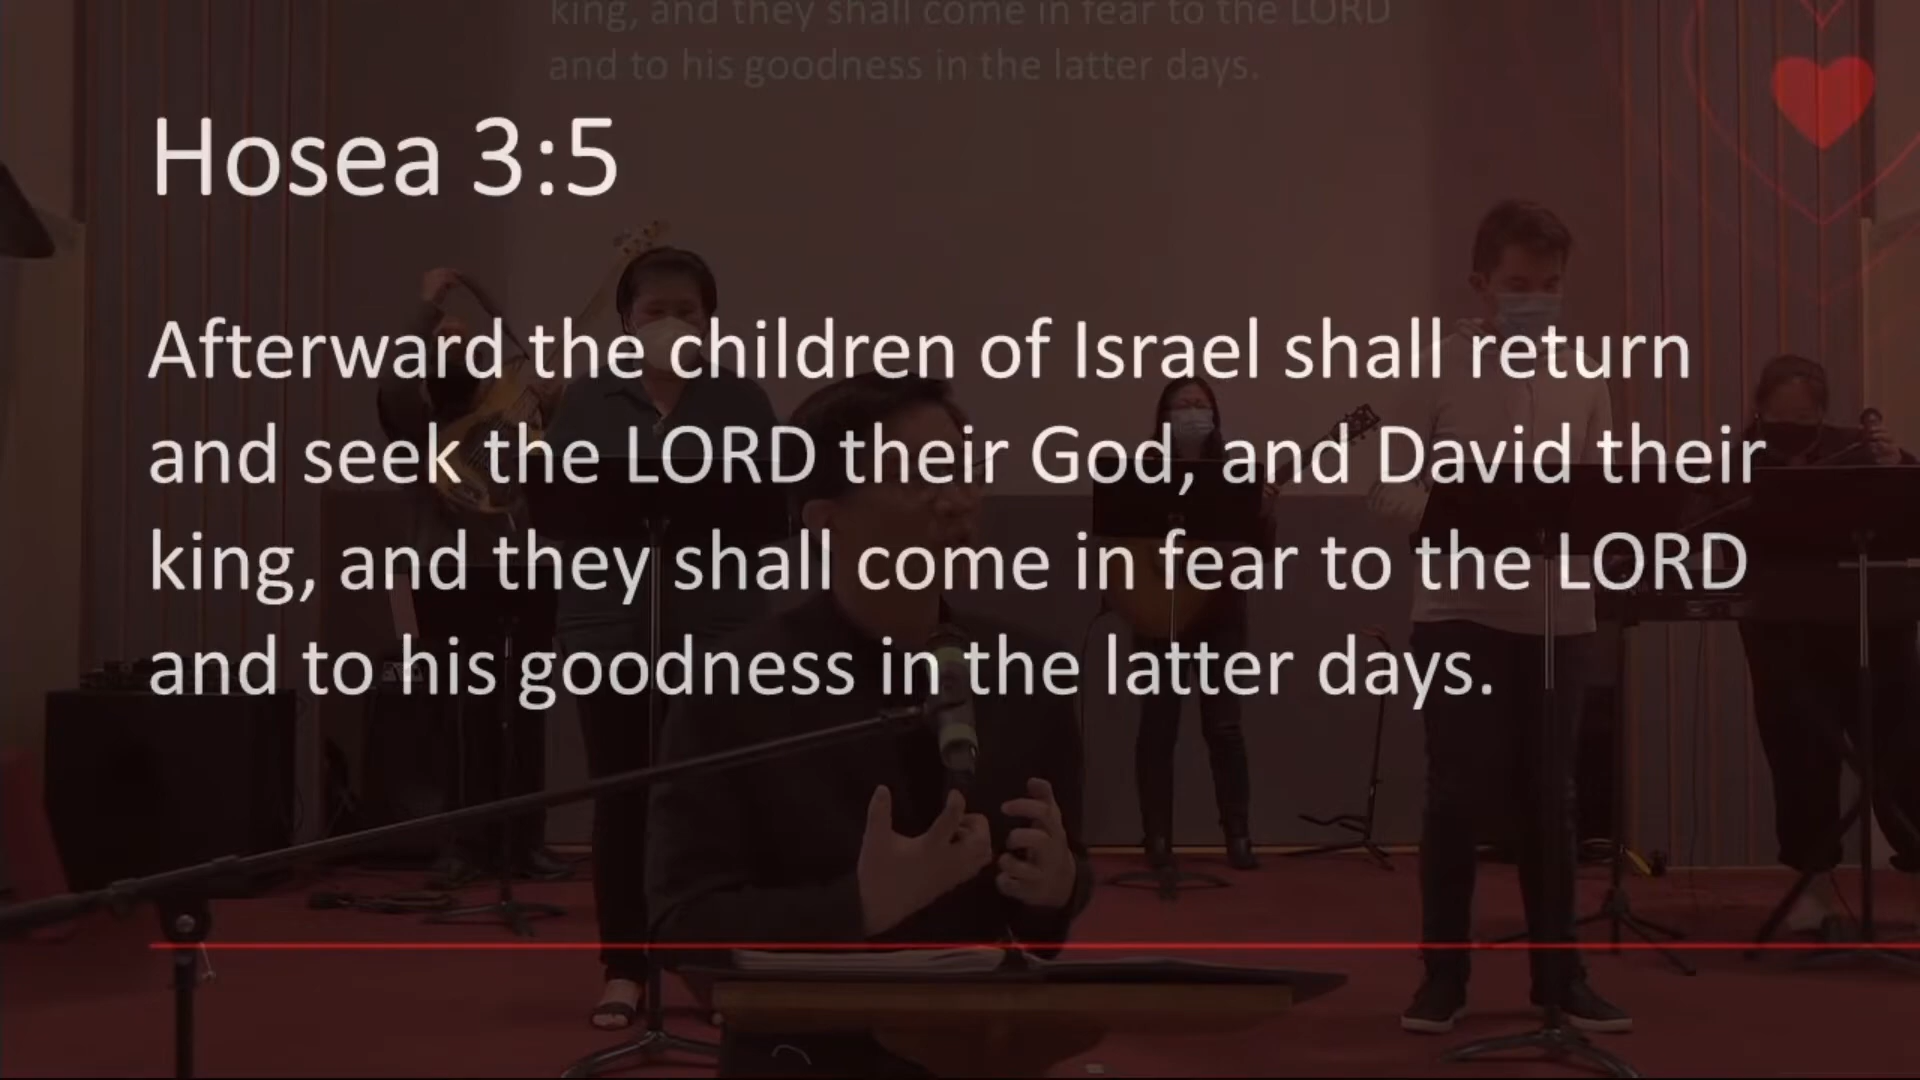 king, and they shall come in fear to the LORD
and to his goodness in the latter days.
Hosea 3:5
Afterward the children of Israel shall return
and seek the LORD their God, and David their
king, and they shall come in fear to the LORD
and to his goodness in the latter days.